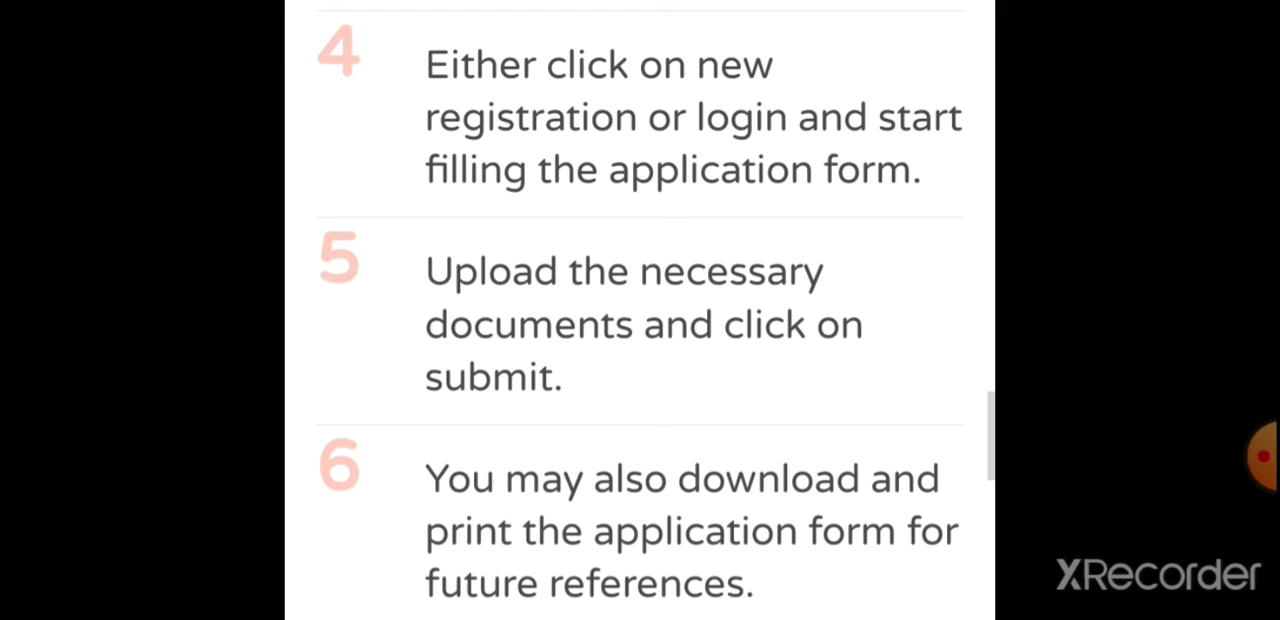 4
Either click on new
registration or login and start
filling the application form.
5
Upload the necessary
documents and click on
submit.
6
You may also download and
print the application form for
future references.
XRecorder